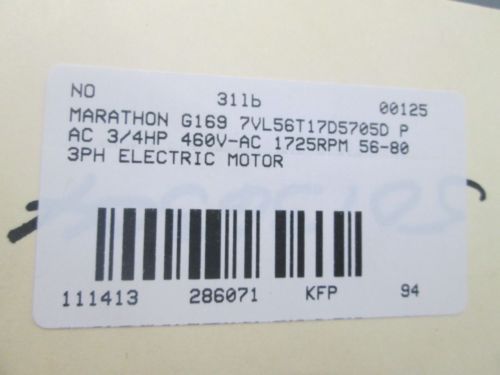 NO 31lb 00125
MARATHON G169 7VL56T17D5705D P
AC 3/4HP 460V-AC 1725RPM 56-80
3PH ELECTRIC MOTOR
111413 286071 KFP 94